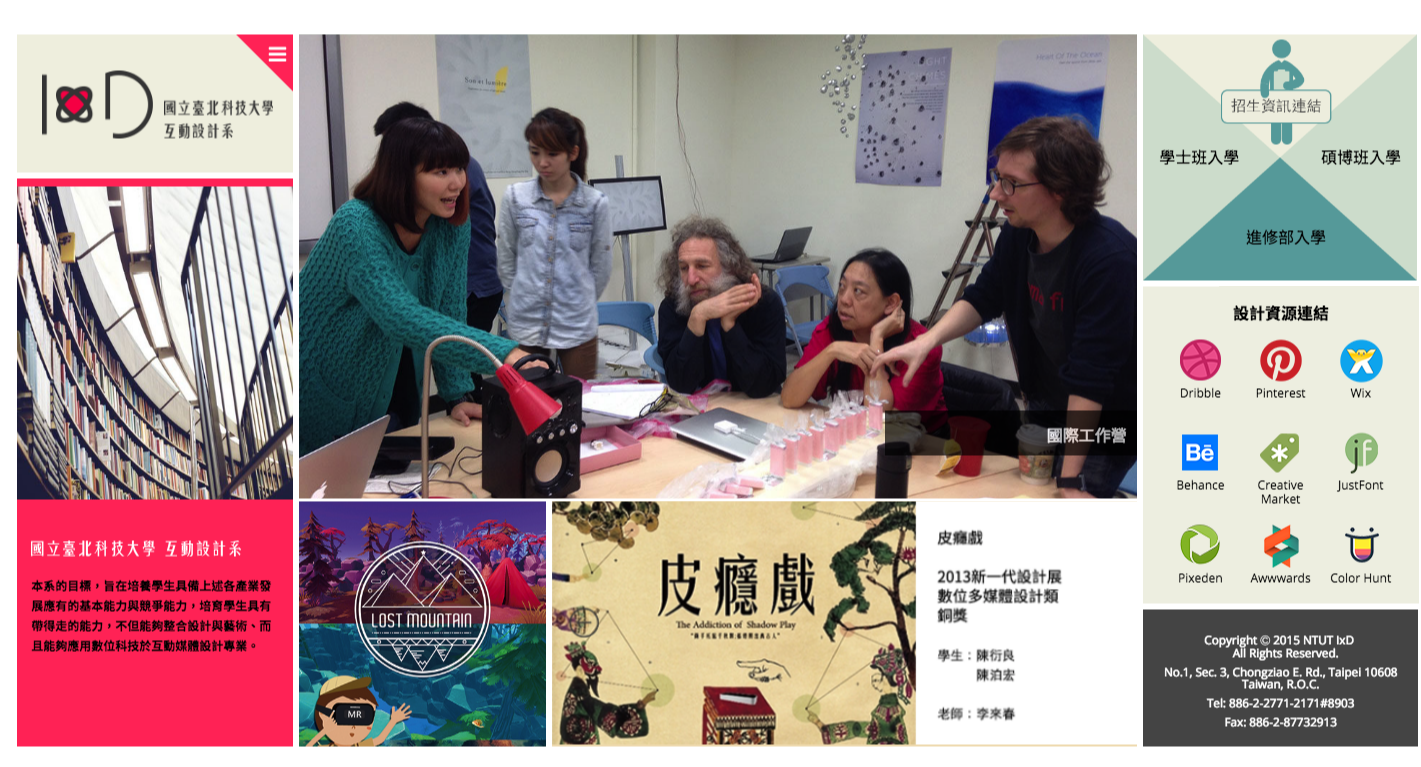 IxD
國立臺北科技大學
互動設計系
國立臺北科技大學 互動設計系
本系的目標，旨在培養學生具備上述各產業發
展應有的基本能力與競爭能力，培育學生具有
帶得走的能力，不但能夠整合設計與藝術、而
且能夠應用數位科技於互動媒體設計專業。
View Of The Ocean
國際工作營
LOST MOUNTAIN
MR
皮癮戲
The Addiction of Shadow Play
皮癮戲
2013新一代設計展
數位多媒體設計類
銅獎
學生：陳衍良
陳泊宏
老師：李來春
招生資訊連結
學士班入學
碩博班入學
進修部入學
設計資源連結
Dribble
Pinterest
Wix
Bē
Behance
Creative
Market
jf
JustFont
Pixeden
Awwwards
Color Hunt
Copyright © 2015 NTUT IxD
All Rights Reserved.
No.1, Sec. 3, Chongziao E. Rd., Taipei 10608
Taiwan, R.O.C.
Tel: 886-2-2771-2171#8903
Fax: 886-2-87732913